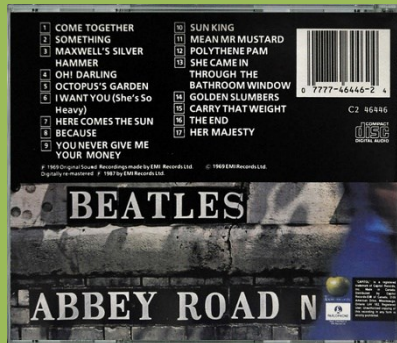 1 COME TOGETHER
2 SOMETHING
3 MAXWELL'S SILVER
HAMMER
4 OH! DARLING
5 OCTOPUS'S GARDEN
6 I WANT YOU (She's So
Heavy)
7 HERE COMES THE SUN
8 BECAUSE
9 YOU NEVER GIVE ME
YOUR MONEY
10 SUN KING
11 MEAN MR MUSTARD
12 POLYTHENE PAM
13 SHE CAME IN
THROUGH THE
BATHROOM WINDOW
14 GOLDEN SLUMBERS
15 CARRY THAT WEIGHT
16 THE END
17 HER MAJESTY
0 7777-46446-2 4
C2 46446
COMPACT
disc
DIGITAL AUDIO
℗ 1969 Original Sound Recordings made by EMI Records Ltd.
Digitally re-mastered ℗ 1987 by EMI Records Ltd.
© 1969 EMI Records Ltd.
BEATLES
ABBEY ROAD N